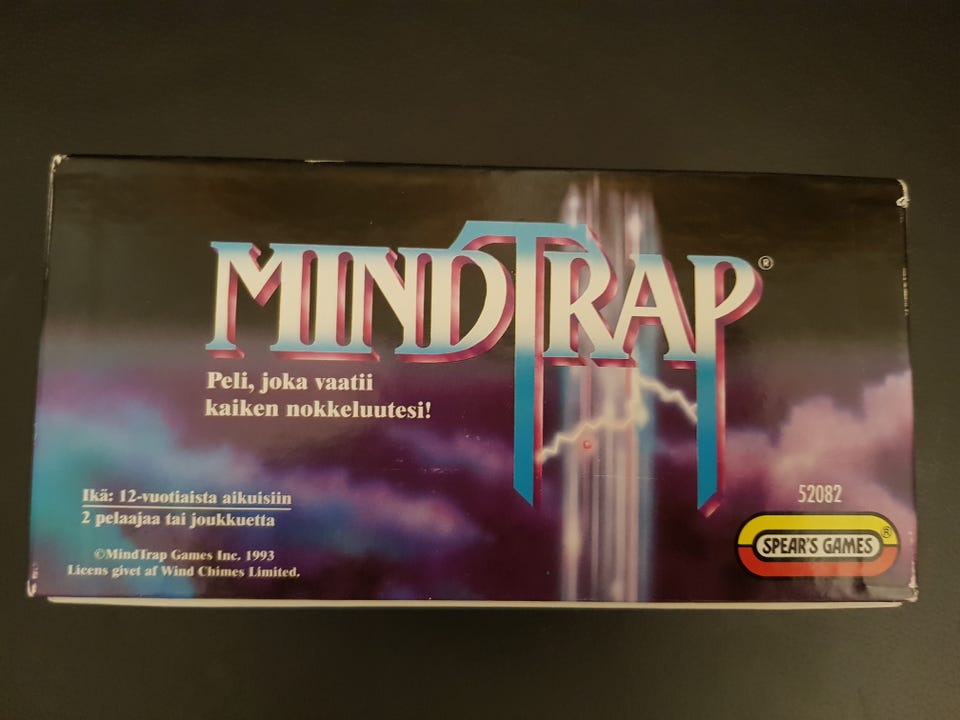 MINDTRAP®
Peli, joka vaatii
kaiken nokkeluutesi!
Ikä: 12-vuotiaista aikuisiin
2 pelaajaa tai joukkuetta
©MindTrap Games Inc. 1993
Licens givet af Wind Chimes Limited.
52082
SPEAR'S GAMES®